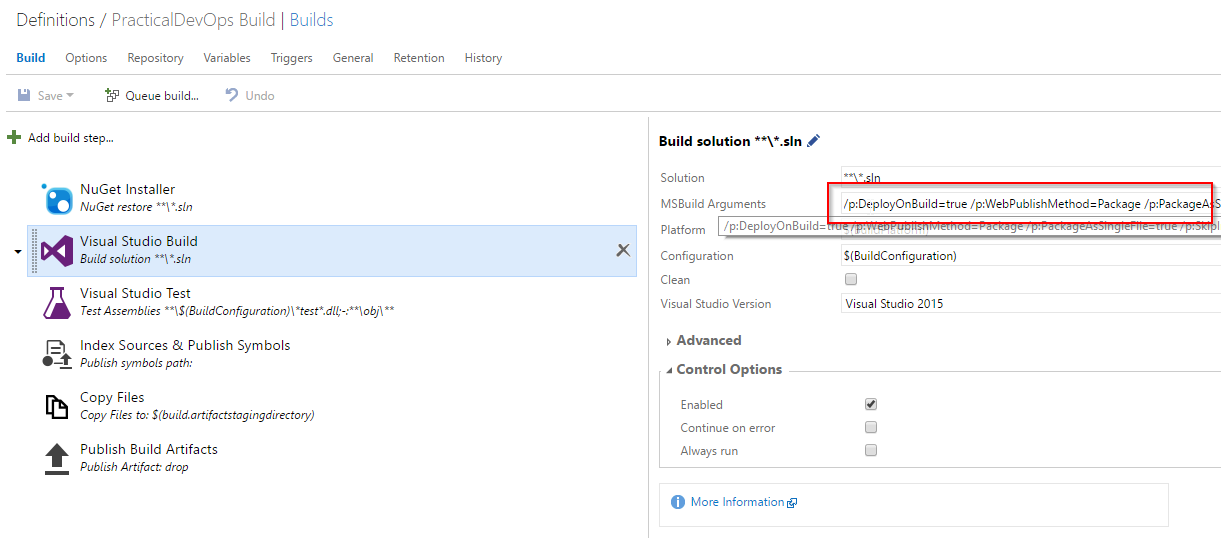 Definitions / PracticalDevOps Build | Builds
Build Options Repository Variables Triggers General Retention History
Save Queue build... Undo
Add build step...
NuGet Installer
NuGet restore **\*.sln
Visual Studio Build
Build solution **\*.sln
Visual Studio Test
Test Assemblies **\$(BuildConfiguration)\*test*.dll;-:**\obj\**
Index Sources & Publish Symbols
Publish symbols path:
Copy Files
Copy Files to: $(build.artifactstagingdirectory)
Publish Build Artifacts
Publish Artifact: drop
Build solution **\*.sln
Solution **\*.sln
MSBuild Arguments /p:DeployOnBuild=true /p:WebPublishMethod=Package /p:PackageAsS
/p:DeployOnBuild=true /p:WebPublishMethod=Package /p:PackageAsSingleFile=true /p:SkipI
Platform
Configuration $(BuildConfiguration)
Clean
Visual Studio Version Visual Studio 2015
Advanced
Control Options
Enabled
Continue on error
Always run
More Information